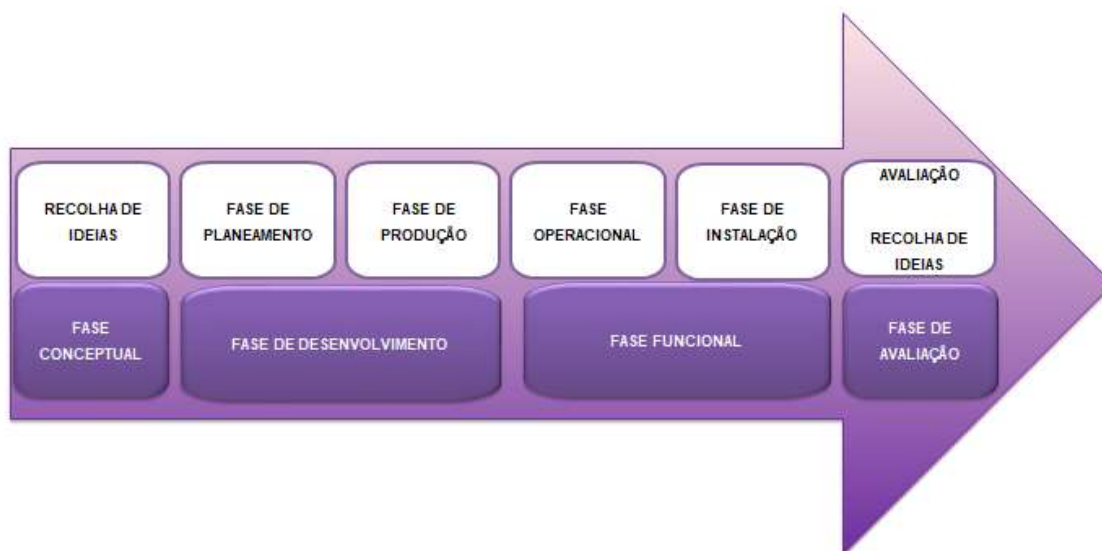 RECOLHA DE
IDEIAS
FASE DE
PLANEAMENTO
FASE DE
PRODUÇÃO
FASE
OPERACIONAL
FASE DE
INSTALAÇÃO
AVALIAÇÃO
RECOLHA DE
IDEIAS
FASE
CONCEPTUAL
FASE DE DESENVOLVIMENTO
FASE FUNCIONAL
FASE DE
AVALIAÇÃO